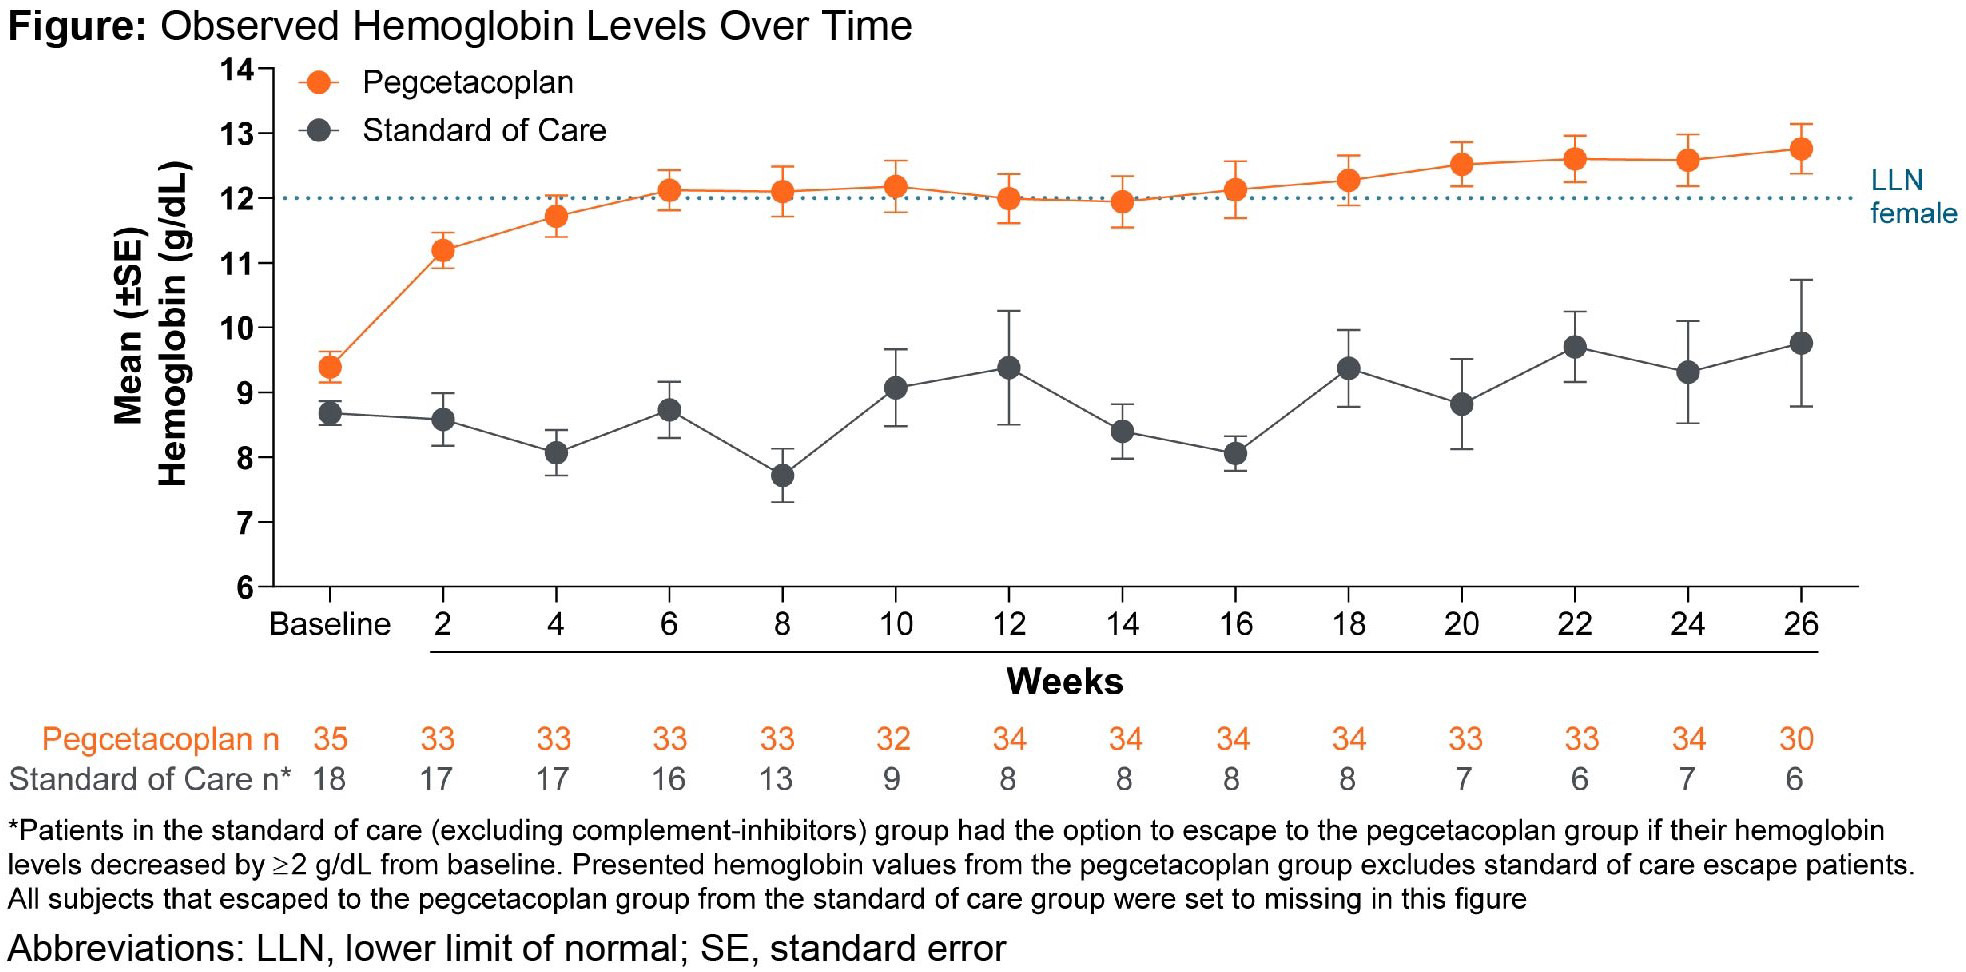 Figure: Observed Hemoglobin Levels Over Time
Pegcetacoplan
Standard of Care
14
13
12
11
10
9
8
7
6
Mean (±SE)
Hemoglobin (g/dL)
LLN
female
Baseline 2 4 6 8 10 12 14 16 18 20 22 24 26
Weeks
Pegcetacoplan n 35 33 33 33 33 32 34 34 34 34 33 33 34 30
Standard of Care n* 18 17 17 16 13 9 8 8 8 8 7 6 7 6
*Patients in the standard of care (excluding complement-inhibitors) group had the option to escape to the pegcetacoplan group if their hemoglobin
levels decreased by ≥2 g/dL from baseline. Presented hemoglobin values from the pegcetacoplan group excludes standard of care escape patients.
All subjects that escaped to the pegcetacoplan group from the standard of care group were set to missing in this figure
Abbreviations: LLN, lower limit of normal; SE, standard error